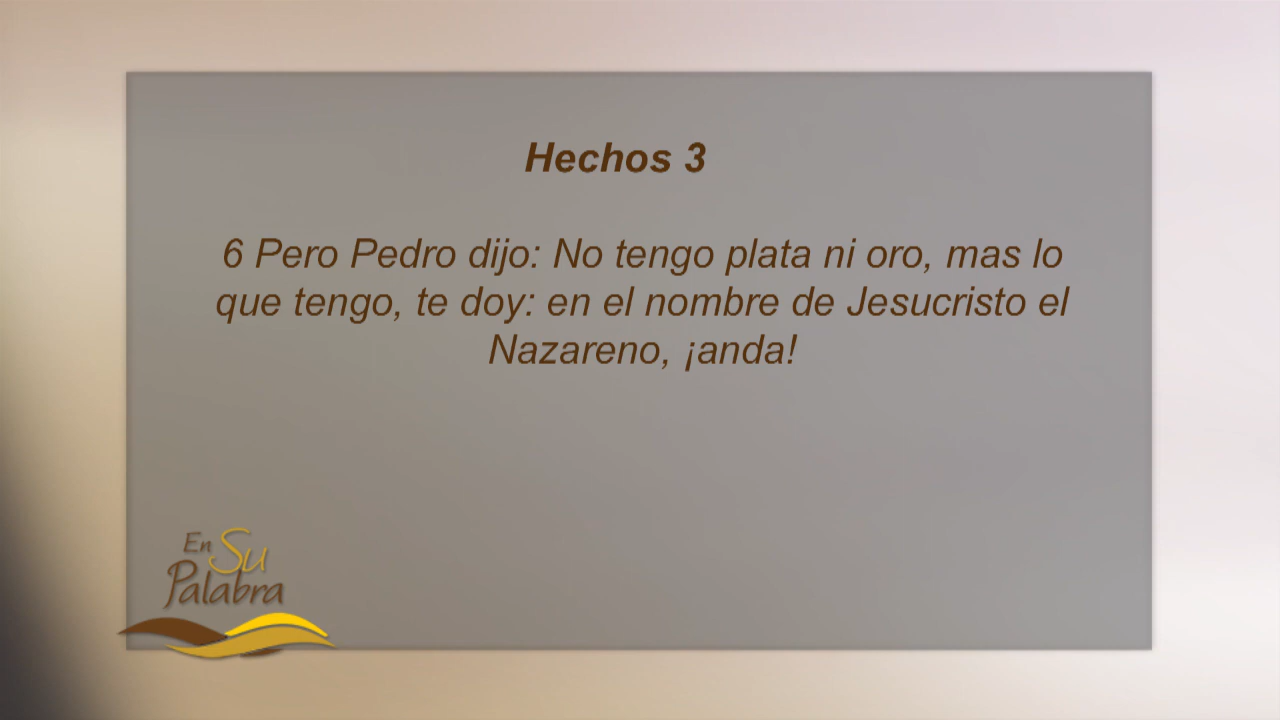 Hechos 3
6 Pero Pedro dijo: No tengo plata ni oro, mas lo
que tengo, te doy: en el nombre de Jesucristo el
Nazareno, ¡anda!
En Su
Palabra